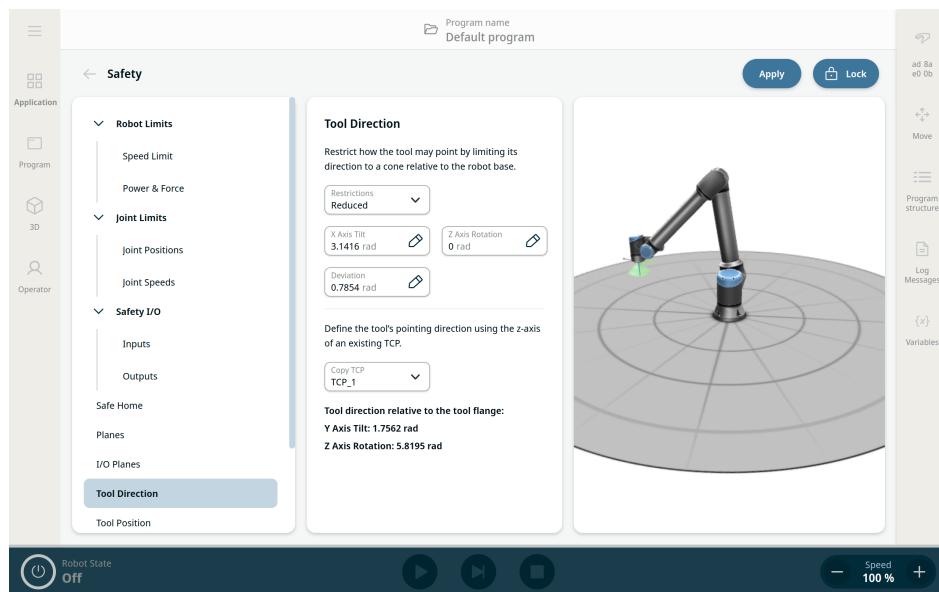 Program name
Default program
Application
Program
3D
Operator
Safety
Apply
Lock
Robot Limits
Speed Limit
Power & Force
Joint Limits
Joint Positions
Joint Speeds
Safety I/O
Inputs
Outputs
Safe Home
Planes
I/O Planes
Tool Direction
Tool Position
Tool Direction
Restrict how the tool may point by limiting its
direction to a cone relative to the robot base.
Restrictions
Reduced
X Axis Tilt
3.1416 rad
Z Axis Rotation
0 rad
Deviation
0.7854 rad
Define the tool's pointing direction using the z-axis
of an existing TCP.
Copy TCP
TCP_1
Tool direction relative to the tool flange:
Y Axis Tilt: 1.7562 rad
Z Axis Rotation: 5.8195 rad
ad 8a
e0 0b
Move
Program
structure
Log
Messages
{x}
Variables
Robot State
Off
Speed
100 %